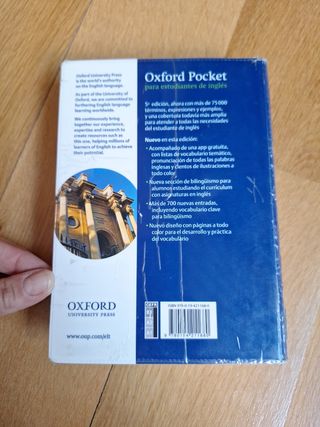 Oxford University Press
is the world's authority
on the English language.
As part of the University of
Oxford, we are committed to
furthering English language
learning worldwide.
We continuously bring
together our experience,
expertise and research to
create resources such as
this one, helping millions
of learners of English to achieve
their potential.
OXFORD
UNIVERSITY PRESS
www.oup.com/elt
Oxford Pocket
para estudiantes de inglés
5ª edición, ahora con más de 75 000
términos, expresiones y ejemplos,
y una cobertura todavía más amplia
para atender a todas las necesidades
del estudiante de inglés
Nuevo en esta edición:
• Acompañado de una app gratuita,
con listas de vocabulario temático,
pronunciación de todas las palabras
inglesas y cientos de ilustraciones a
todo color
• Nueva sección de bilingüismo para
alumnos estudiando el currículum
con asignaturas en inglés
• Más de 700 nuevas entradas,
incluyendo vocabulario clave para
bilingüismo
• Nuevo diseño con páginas a todo
color para el desarrollo y práctica
del vocabulario